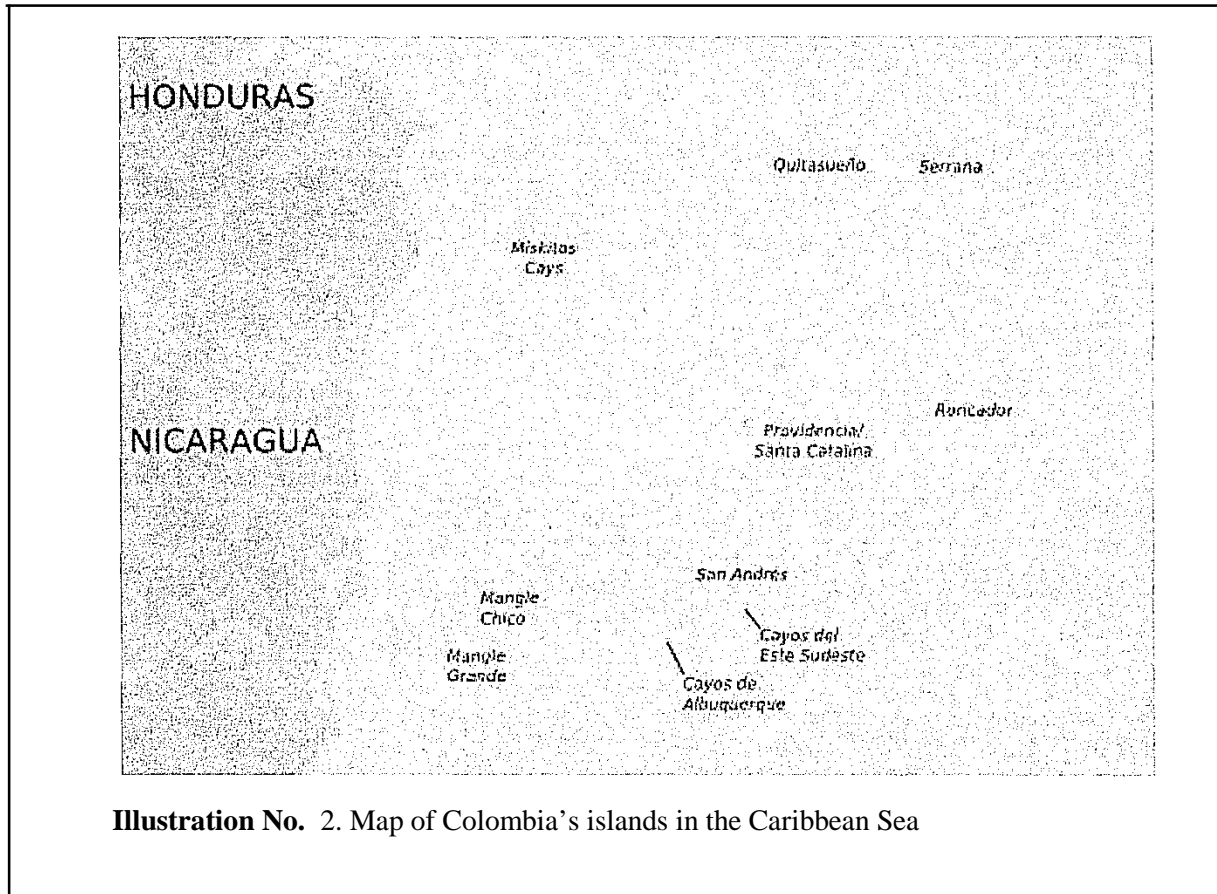 HONDURAS
Quitasueño
Serrana
Miskitos
Cays
Roncador
NICARAGUA
Providencia/
Santa Catalina
San Andrés
Mangle
Chico
Cayos del
Este Sudeste
Mangle
Grande
Cayos de
Albuquerque
Illustration No. 2. Map of Colombia’s islands in the Caribbean Sea